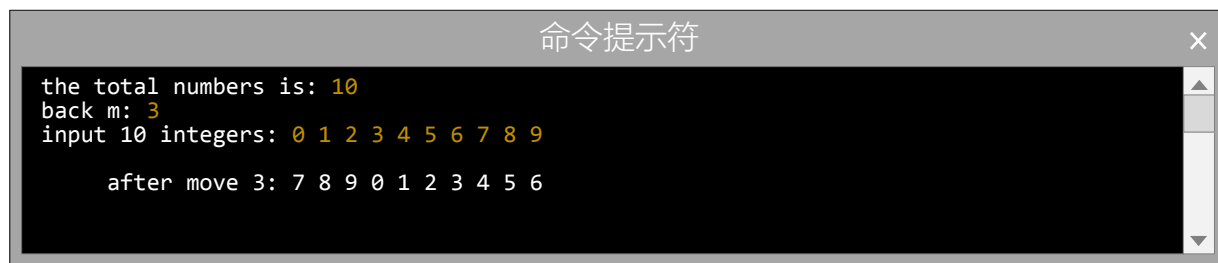 命令提示符
the total numbers is: 10
back m: 3
input 10 integers: 0 1 2 3 4 5 6 7 8 9
after move 3: 7 8 9 0 1 2 3 4 5 6